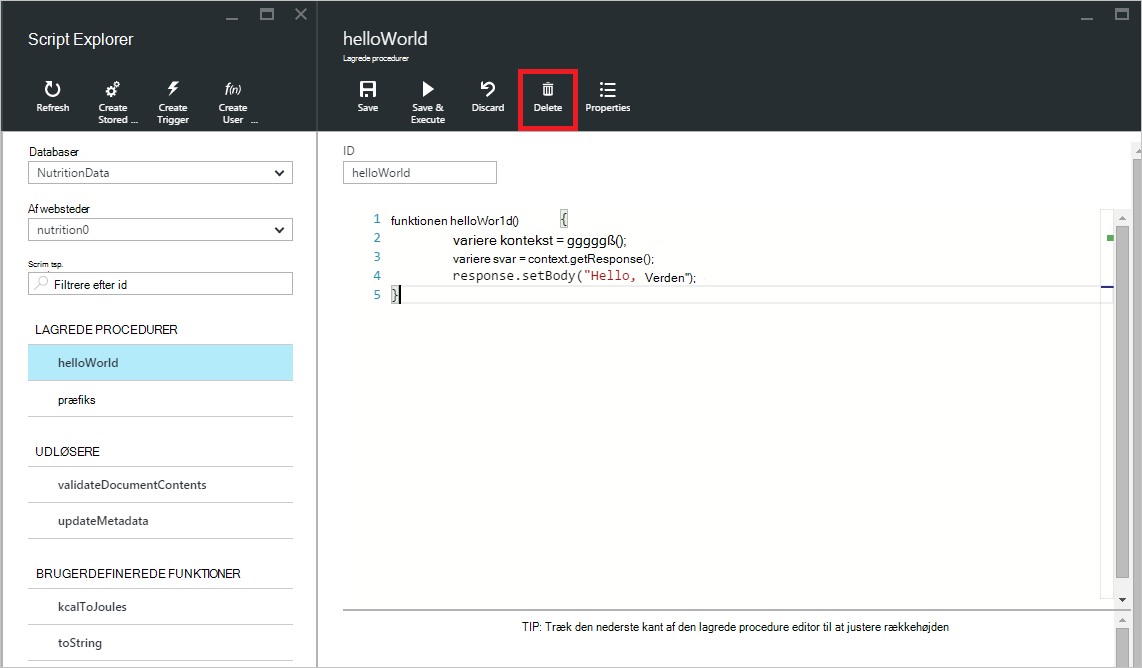 Script Explorer
Refresh
Create Stored ...
Create Trigger
f(n)
Create User ...
Databaser
NutritionData
Af websteder
nutrition0
Scrim tsp.
Filtrere efter id
LAGREDE PROCEDURER
helloWorld
præfiks
UDLØSERE
validateDocumentContents
updateMetadata
BRUGERDEFINEREDE FUNKTIONER
kcalToJoules
toString
helloWorld
Lagrede procedurer
Save
Save & Execute
Discard
Delete
Properties
ID
helloWorld
1 funktionen helloWor1d() {
2 variere kontekst = gggggß();
3 variere svar = context.getResponse();
4 response.setBody("Hello, Verden");
5 }
TIP: Træk den nederste kant af den lagrede procedure editor til at justere rækkehøjden